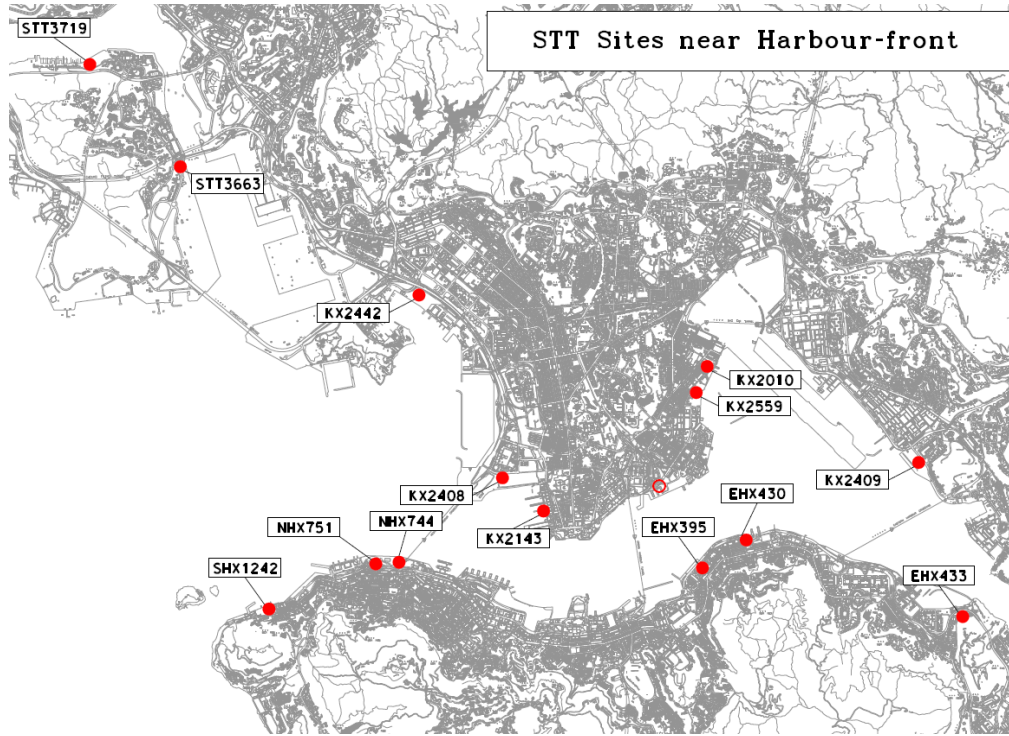 STT3719
STT Sites near Harbour-front
STT3663
KX2442
KX2010
KX2559
KX2409
KX2408
EHX430
KX2143
NHX751
NHX744
EHX395
SHX1242
EHX433